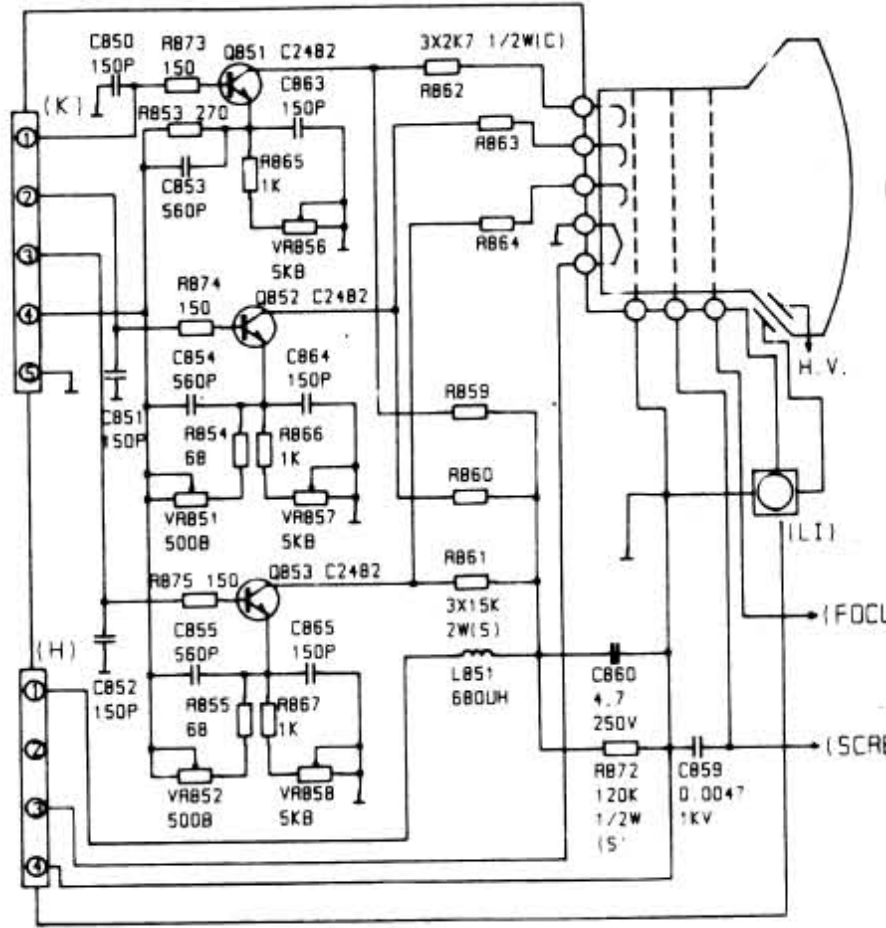 C850
150P
R873
150
Q851 C2482
C863
150P
3X2K7 1/2W(C)
R862
(K)
R853 270
1
R863
R865
1K
C853
560P
2
R864
VR856
5KB
3
R874
150
Q852 C2482
4
C854
560P
C864
150P
H.V.
5
C851
150P
R859
R854
68
R866
1K
R860
VR851
500B
VR857
5KB
(LI)
Q853 C2482
R861
R875 150
3X15K
2W(S)
(FOCU
(H)
C855
560P
C865
150P
C852
150P
L851
680UH
C860
4.7
250V
1
R855
68
R867
1K
2
(SCRE
R872
120K
1/2W
(S
C859
0.0047
1KV
VR852
500B
VR858
5KB
3
4